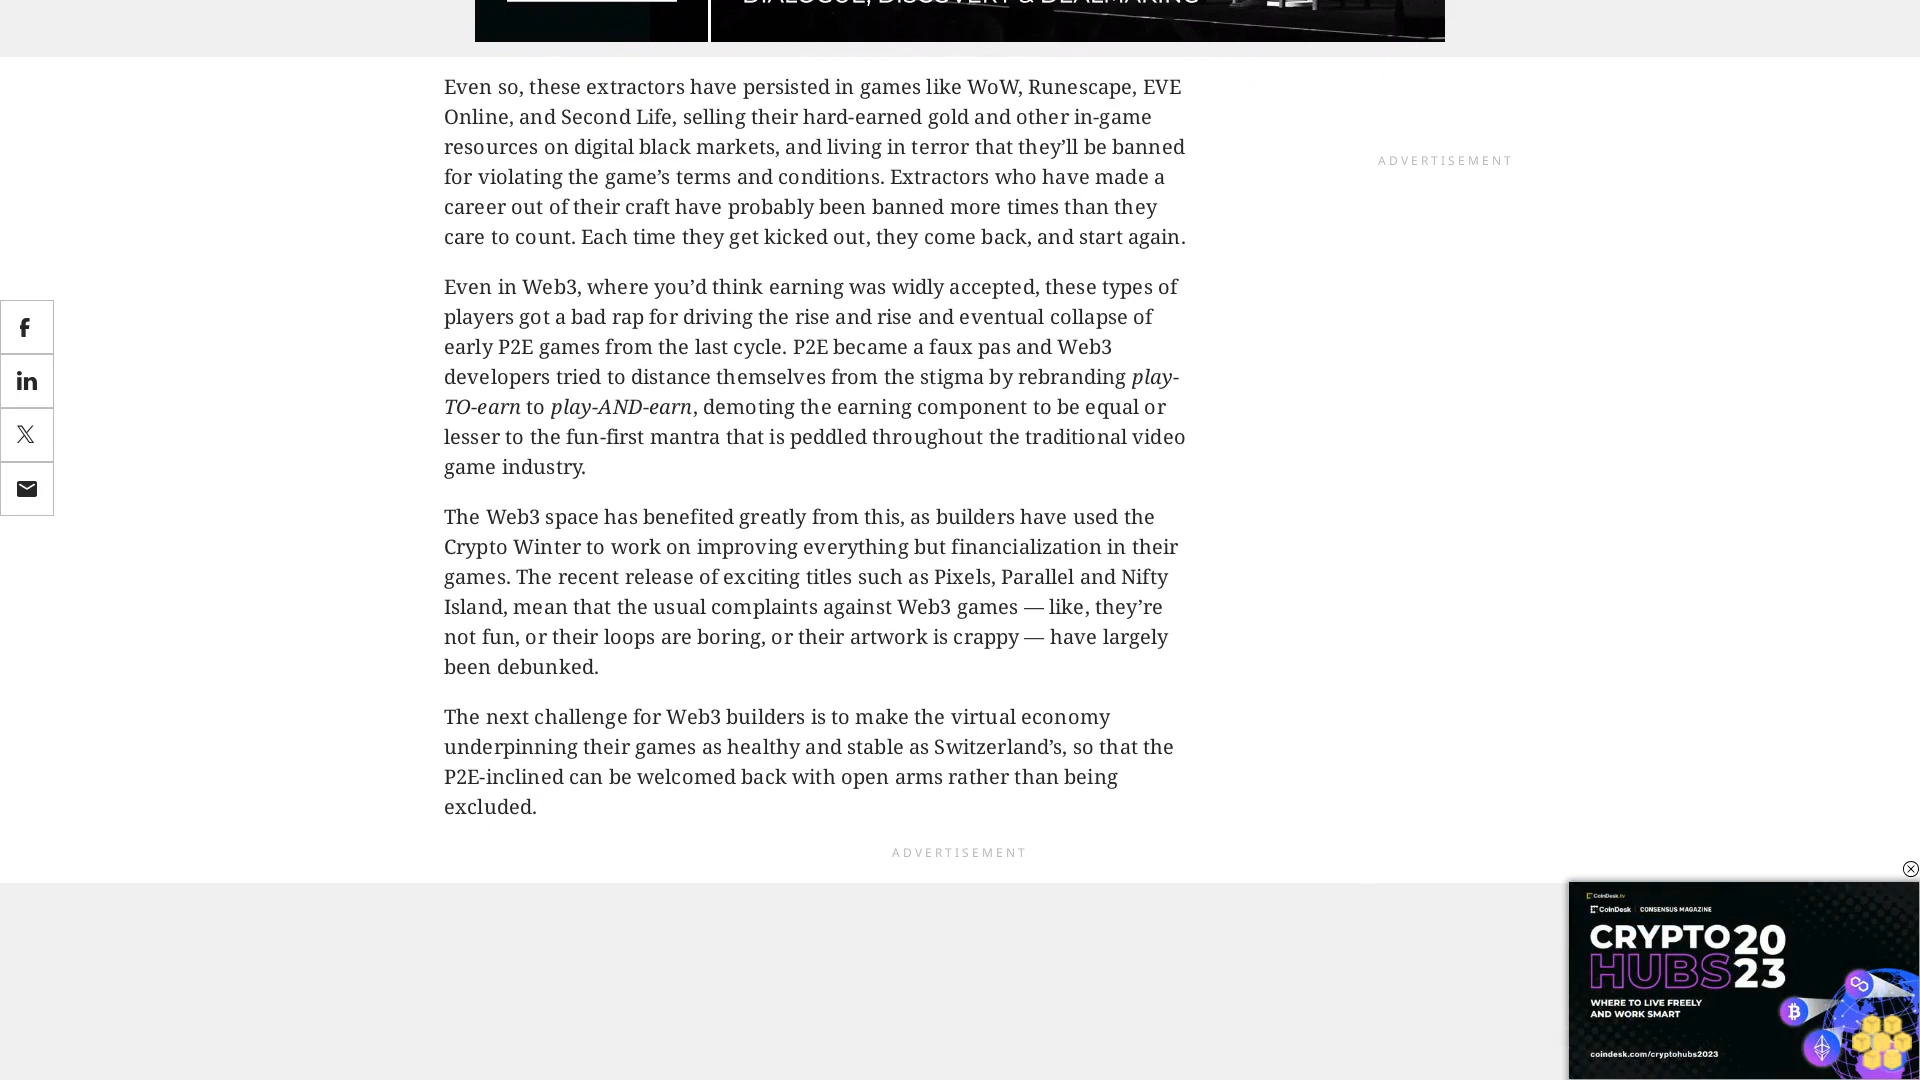 DIALOGUE, DISCOVERY & DEALMAKING
Even so, these extractors have persisted in games like WoW, Runescape, EVE
Online, and Second Life, selling their hard-earned gold and other in-game
resources on digital black markets, and living in terror that they’ll be banned
for violating the game’s terms and conditions. Extractors who have made a
career out of their craft have probably been banned more times than they
care to count. Each time they get kicked out, they come back, and start again.
ADVERTISEMENT
Even in Web3, where you’d think earning was widly accepted, these types of
players got a bad rap for driving the rise and rise and eventual collapse of
early P2E games from the last cycle. P2E became a faux pas and Web3
developers tried to distance themselves from the stigma by rebranding play-
TO-earn to play-AND-earn, demoting the earning component to be equal or
lesser to the fun-first mantra that is peddled throughout the traditional video
game industry.
The Web3 space has benefited greatly from this, as builders have used the
Crypto Winter to work on improving everything but financialization in their
games. The recent release of exciting titles such as Pixels, Parallel and Nifty
Island, mean that the usual complaints against Web3 games — like, they’re
not fun, or their loops are boring, or their artwork is crappy — have largely
been debunked.
The next challenge for Web3 builders is to make the virtual economy
underpinning their games as healthy and stable as Switzerland’s, so that the
P2E-inclined can be welcomed back with open arms rather than being
excluded.
ADVERTISEMENT
CoinDesk.tv
CoinDesk CONSENSUS MAGAZINE
CRYPTO 20
HUBS 23
WHERE TO LIVE FREELY
AND WORK SMART
coindesk.com/cryptohubs2023